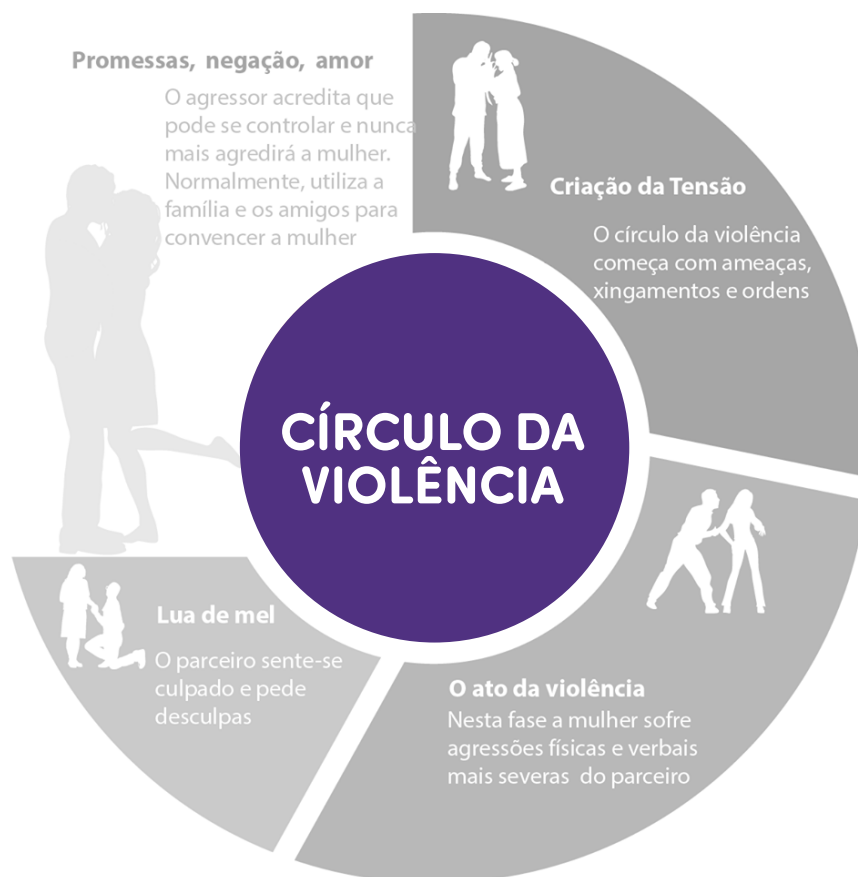 Promessas, negação, amor
O agressor acredita que
pode se controlar e nunca
mais agredirá a mulher.
Normalmente, utiliza a
família e os amigos para
convencer a mulher
Criação da Tensão
O círculo da violência
começa com ameaças,
xingamentos e ordens
CÍRCULO DA
VIOLÊNCIA
Lua de mel
O parceiro sente-se
culpado e pede
desculpas
O ato da violência
Nesta fase a mulher sofre
agressões físicas e verbais
mais severas do parceiro